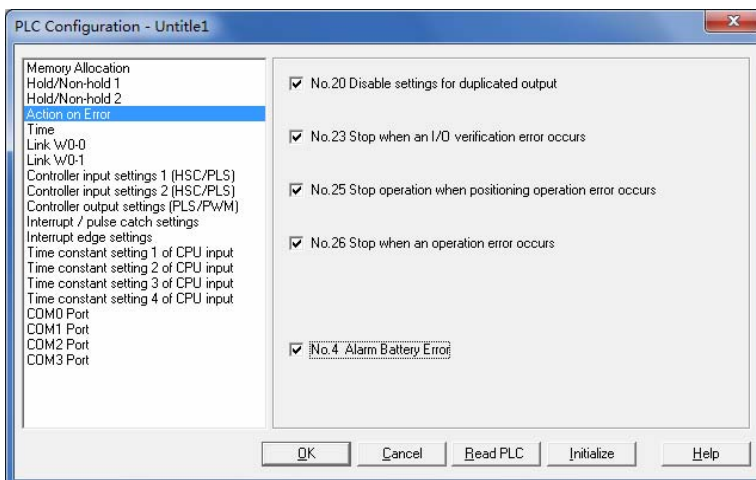 PLC Configuration - Untitle1
Memory Allocation
Hold/Non-hold 1
Hold/Non-hold 2
Action on Error
Time
Link W0-0
Link W0-1
Controller input settings 1 (HSC/PLS)
Controller input settings 2 (HSC/PLS)
Controller output settings (PLS/PWM)
Interrupt / pulse catch settings
Interrupt edge settings
Time constant setting 1 of CPU input
Time constant setting 2 of CPU input
Time constant setting 3 of CPU input
Time constant setting 4 of CPU input
COM0 Port
COM1 Port
COM2 Port
COM3 Port
No.20 Disable settings for duplicated output
No.23 Stop when an I/O verification error occurs
No.25 Stop operation when positioning operation error occurs
No.26 Stop when an operation error occurs
No.4 Alarm Battery Error
OK Cancel Read PLC Initialize Help